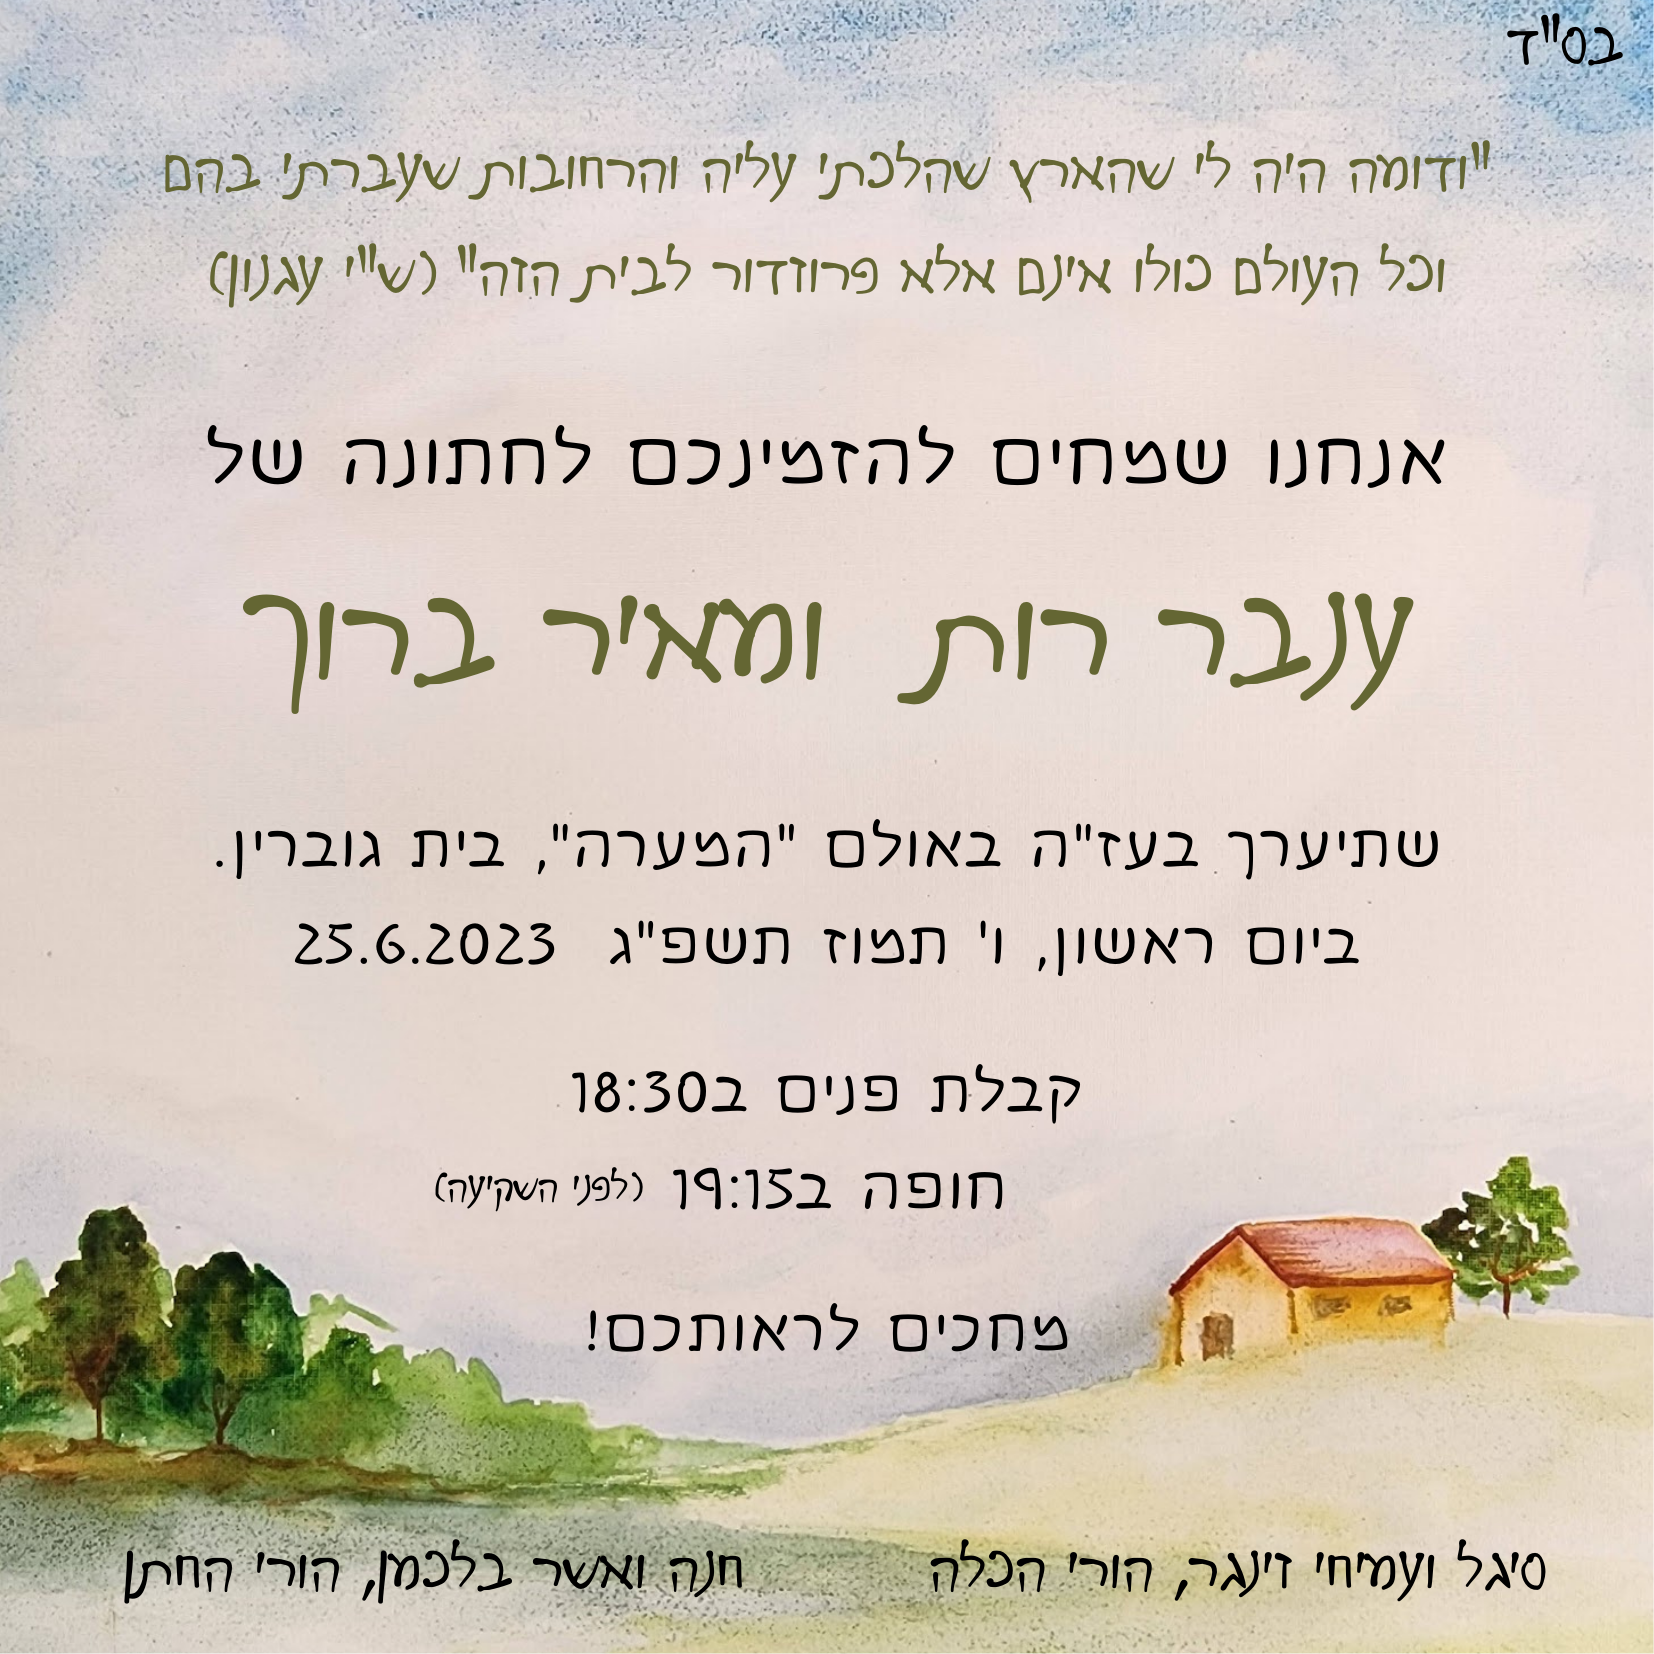 בס"ד
"ודומה היה לי שהארץ שהלכתי עליה והרחובות שעברתי בהם
וכל העולם כולו אינם אלא פרוזדור לבית הזה" (ש"י עגנון)
אנחנו שמחים להזמינכם לחתונה של
ענבר רות ומאיר ברוך
שתיערך בעז"ה באולם "המערה", בית גוברין.
ביום ראשון, ו' תמוז תשפ"ג 25.6.2023
קבלת פנים ב18:30
חופה ב19:15 (לפני השקיעה)
מחכים לראותכם!
סיגל ועמיחי זינגר, הורי הכלה
חנה ואשר בלכמן, הורי החתן